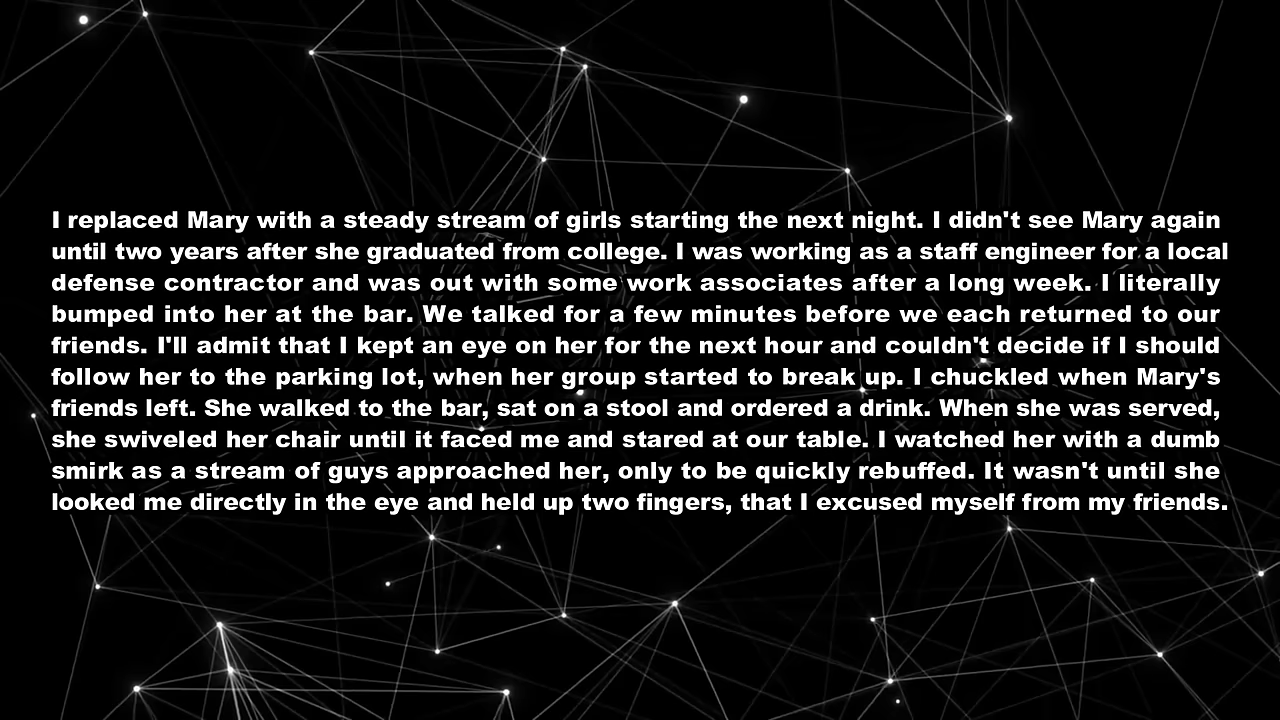 I replaced Mary with a steady stream of girls starting the next night. I didn't see Mary again
until two years after she graduated from college. I was working as a staff engineer for a local
defense contractor and was out with some work associates after a long week. I literally
bumped into her at the bar. We talked for a few minutes before we each returned to our
friends. I'll admit that I kept an eye on her for the next hour and couldn't decide if I should
follow her to the parking lot, when her group started to break up. I chuckled when Mary's
friends left. She walked to the bar, sat on a stool and ordered a drink. When she was served,
she swiveled her chair until it faced me and stared at our table. I watched her with a dumb
smirk as a stream of guys approached her, only to be quickly rebuffed. It wasn't until she
looked me directly in the eye and held up two fingers, that I excused myself from my friends.